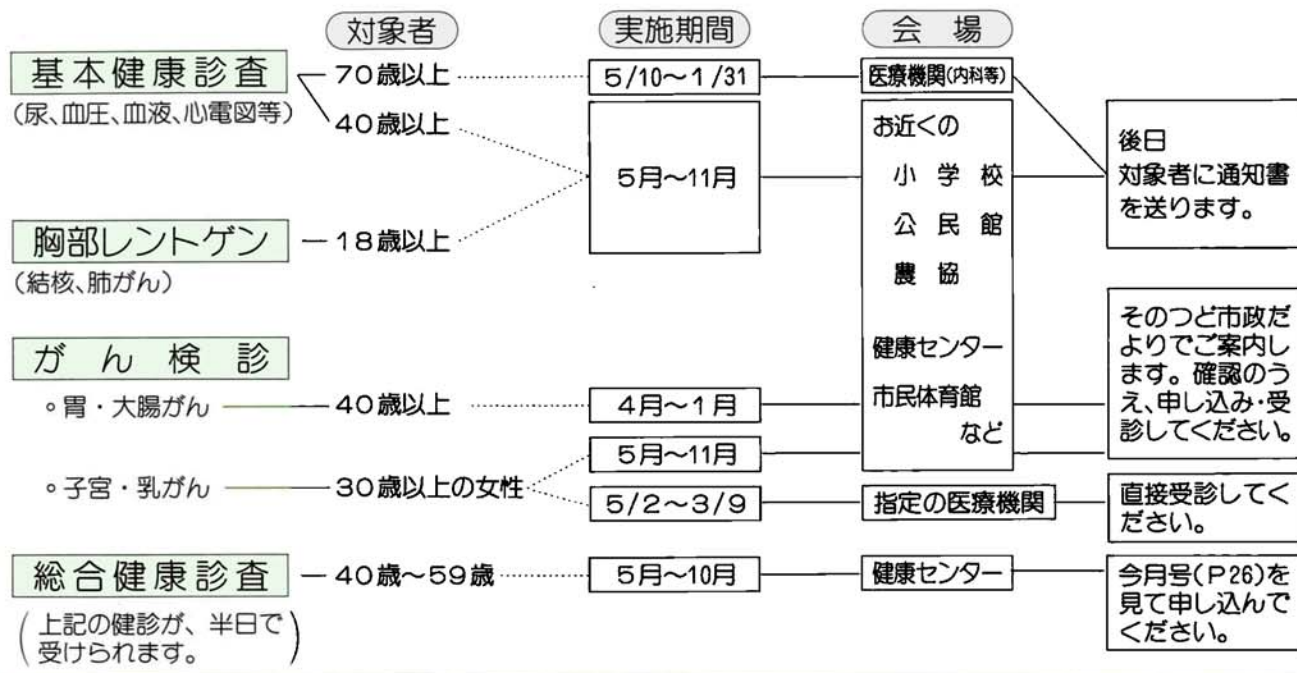 対象者
実施期間
会場
基本健康診査
(尿、血圧、血液、心電図等)
70歳以上
5/10～1/31
医療機関(内科等)
40歳以上
5月～11月
お近くの
小学校
公民館
農協
健康センター
市民体育館
など
後日
対象者に通知書
を送ります。
胸部レントゲン
(結核、肺がん)
18歳以上
がん検診
○胃・大腸がん
40歳以上
4月～1月
そのつど市政だ
よりでご案内し
ます。確認のう
え、申し込み・受
診してください。
○子宮・乳がん
30歳以上の女性
5月～11月
5/2～3/9
指定の医療機関
直接受診してく
ださい。
総合健康診査
(上記の健診が、半日で
受けられます。)
40歳～59歳
5月～10月
健康センター
今月号(P26)を
見て申し込んで
ください。